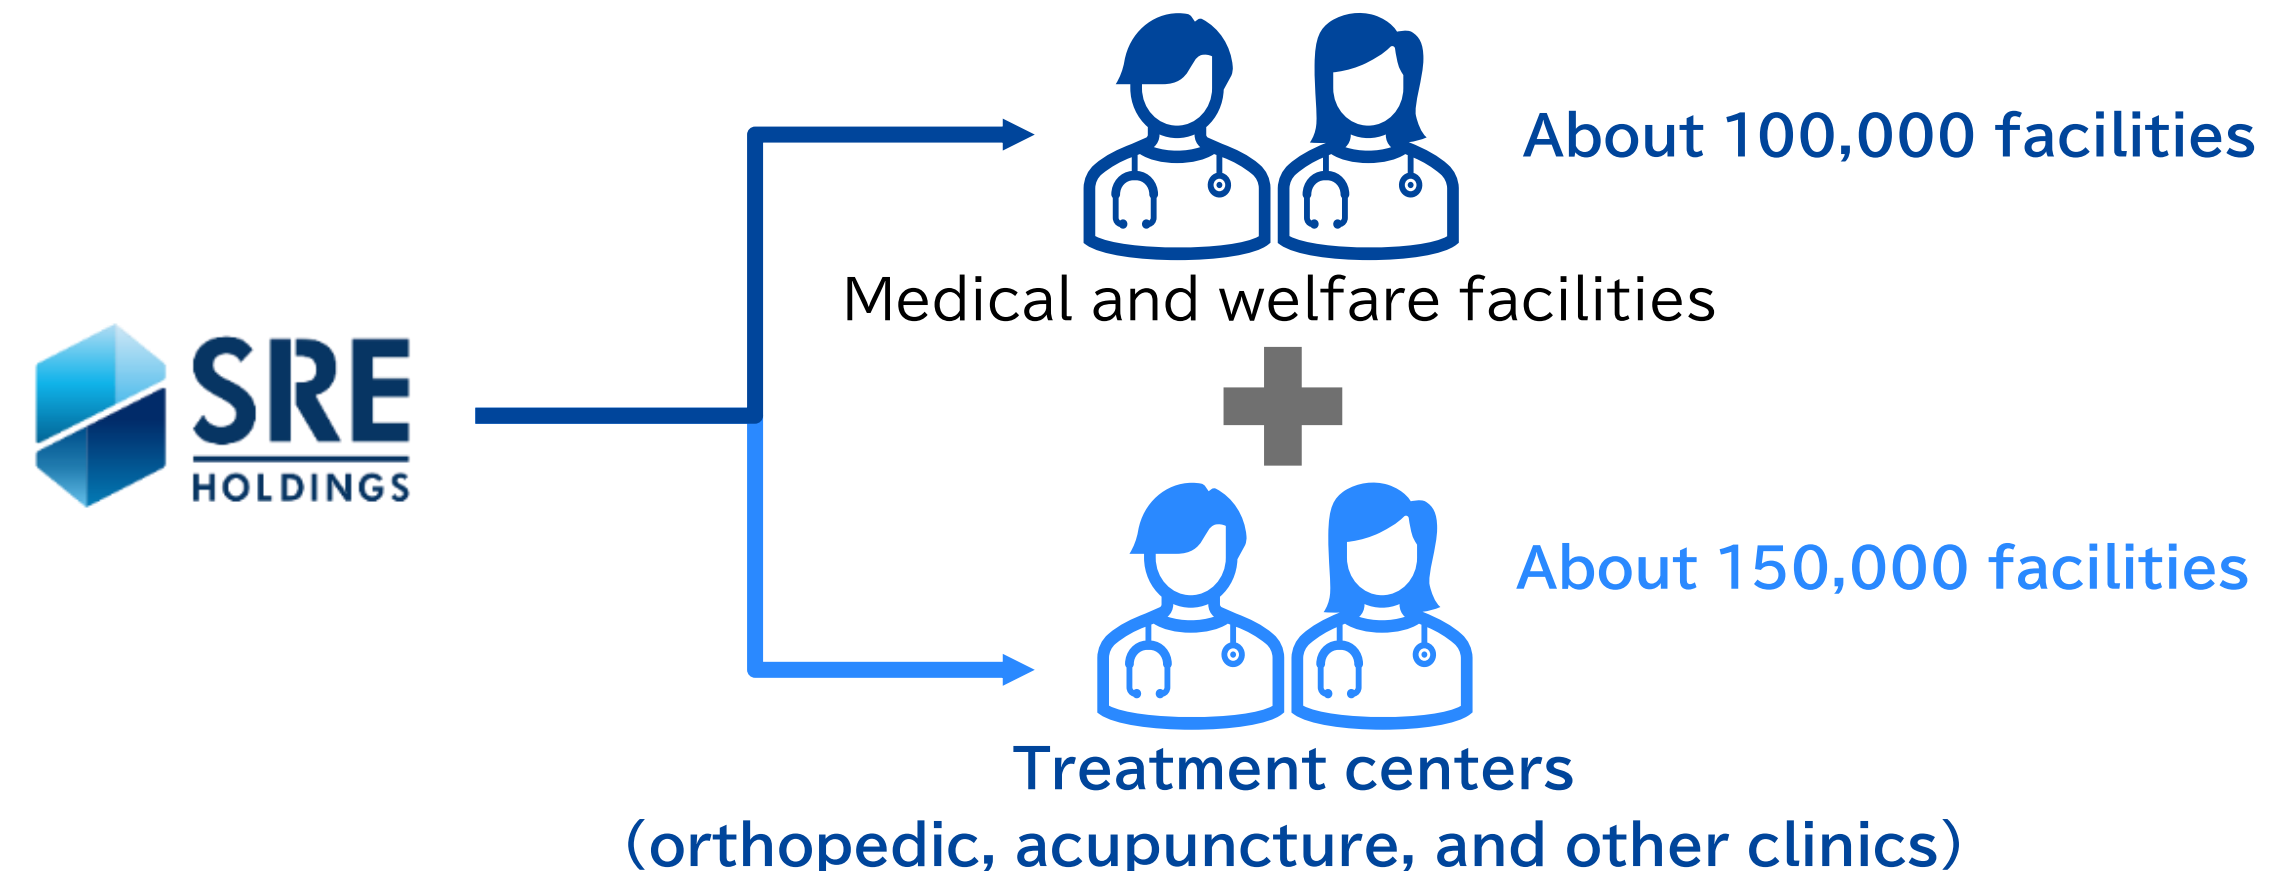 About 100,000 facilities
Medical and welfare facilities
SRE
HOLDINGS
About 150,000 facilities
Treatment centers
(orthopedic, acupuncture, and other clinics)